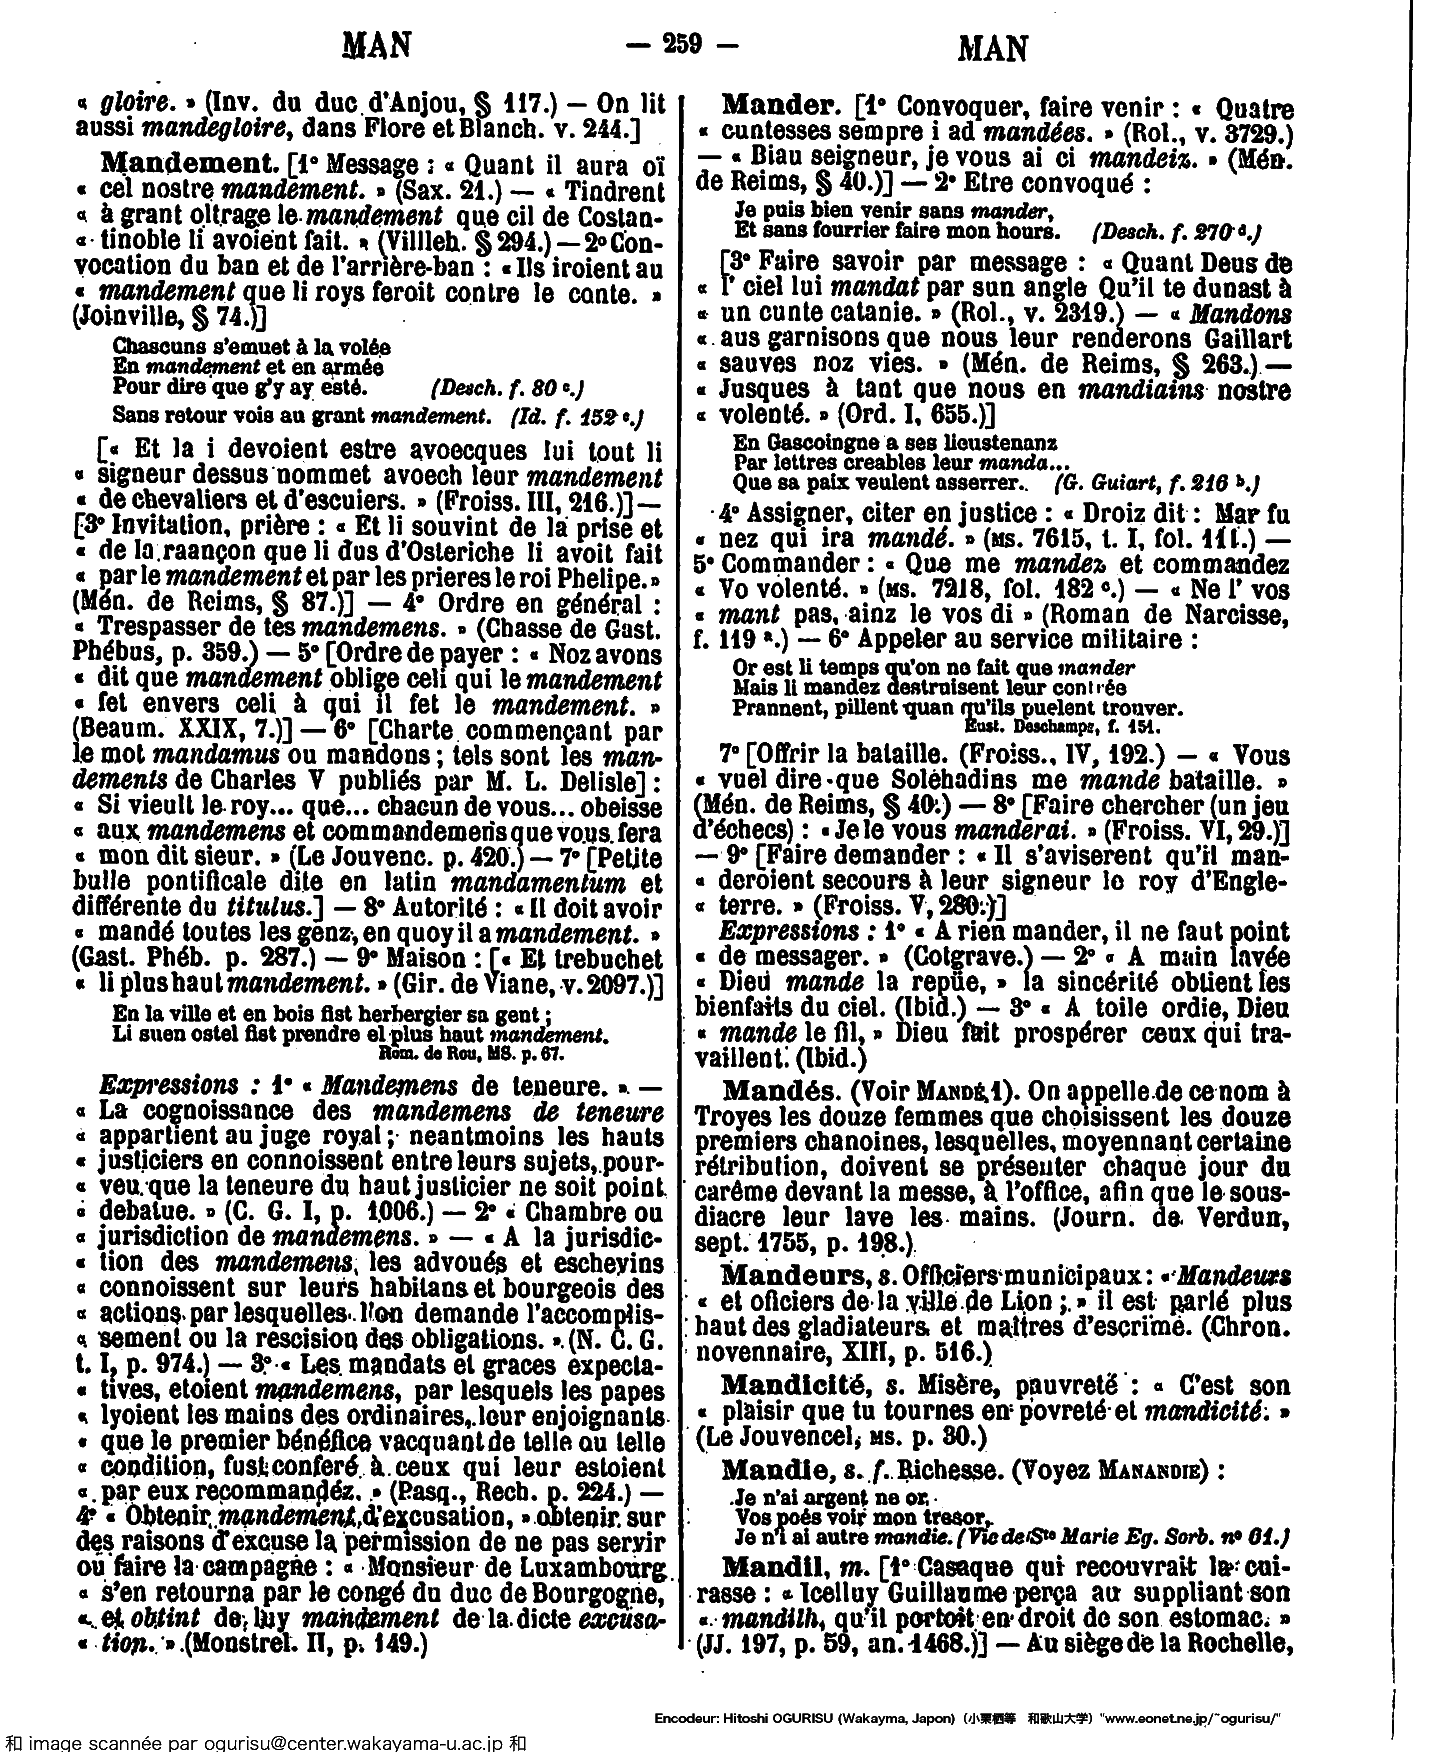 MAN — 259 — MAN
« gloire. » (Inv. du duc d'Anjou, § 117.) — On lit
aussi mandegloire, dans Flore et Blanch. v. 244.]
Mandement. [1º Message : « Quant il aura oï
« cel nostre mandement. » (Sax. 21.) — « Tindrent
« à grant oltrage le mandement que cil de Costan-
« tinoble li avoient fait. » (Villleh. § 294.) — 2º Con-
vocation du ban et de l'arrière-ban : « Ils iroient au
« mandement que li roys feroit contre le conte. »
(Joinville, § 74.)]
Chascuns s'emuet à la volée
En mandement et en armée
Pour dire que g'y ay esté. (Desch. f. 80 c.)
Sans retour vois au grant mandement. (Id. f. 152 c.)
[« Et la i devoient estre avoecques lui tout li
« signeur dessus nommet avoech leur mandement
« de chevaliers et d'escuiers. » (Froiss. III, 216.)] —
[3º Invitation, prière : « Et li souvint de la prise et
« de la raançon que li dus d'Osteriche li avoit fait
« par le mandement et par les prieres le roi Phelipe. »
(Mén. de Reims, § 87.)] — 4º Ordre en général :
« Trespasser de tes mandemens. » (Chasse de Gast.
Phébus, p. 359.) — 5º [Ordre de payer : « Noz avons
« dit que mandement oblige celi qui le mandement
« fet envers celi à qui il fet le mandement. »
(Beaum. XXIX, 7.)] — 6º [Charte commençant par
le mot mandamus ou mandons ; tels sont les man-
dements de Charles V publiés par M. L. Delisle] :
« Si vieult le roy... que... chacun de vous... obeisse
« aux mandemens et commandemens que vous fera
« mon dit sieur. » (Le Jouvenc. p. 420.) — 7º [Petite
bulle pontificale dite en latin mandamentum et
différente du titulus.] — 8º Autorité : « Il doit avoir
« mandé toutes les genz, en quoy il a mandement. »
(Gast. Phéb. p. 287.) — 9º Maison : [« Et trebuchet
« li plus haut mandement. » (Gir. de Viane, v. 2097.)]
En la ville et en bois fist herbergier sa gent ;
Li suen ostel fist prendre el plus haut mandement.
Rom. de Rou, MS. p. 67.
Expressions : 1º « Mandemens de teneure. » —
« La cognoissance des mandemens de teneure
« appartient au juge royal ; neantmoins les hauts
« justiciers en connoissent entre leurs sujets, pour-
« veu que la teneure du haut justicier ne soit point
« debatue. » (C. G. I, p. 1006.) — 2º « Chambre ou
« jurisdiction de mandemens. » — « A la jurisdic-
« tion des mandemens, les advoués et eschevins
« connoissent sur leurs habitans et bourgeois des
« actions par lesquelles l'on demande l'accomplis-
« sement ou la rescision des obligations. » (N. C. G.
t. I, p. 974.) — 3º « Les mandats et graces expecta-
« tives, etoient mandemens, par lesquels les papes
« lyoient les mains des ordinaires, leur enjoignants
« que le premier bénéfice vacquant de telle ou telle
« condition, fust conferé à ceux qui leur estoient
« par eux recommandez. » (Pasq., Rech. p. 224.) —
4º « Obtenir mandement d'excusation, » obtenir sur
des raisons d'excuse la permission de ne pas servir
ou faire la campagne : « Monsieur de Luxambourg
« s'en retourna par le congé du duc de Bourgogne,
« et obtint de luy mandement de la dicte excusa-
« tion. » (Monstrel. II, p. 149.)
Mander. [1º Convoquer, faire venir : « Quatre
« cuntesses sempre i ad mandées. » (Rol., v. 3729.)
— « Biau seigneur, je vous ai ci mandeiz. » (Mén.
de Reims, § 40.)] — 2º Etre convoqué :
Je puis bien venir sans mander,
Et sans fourrier faire mon hours. (Desch. f. 270 d.)
[3º Faire savoir par message : « Quant Deus de
« l' ciel lui mandat par sun angle Qu'il te dunast à
« un cunte catanie. » (Rol., v. 2319.) — « Mandons
« aus garnisons que nous leur renderons Gaillart
« sauves noz vies. » (Mén. de Reims, § 263.) —
« Jusques à tant que nous en mandiains nostre
« volenté. » (Ord. I, 655.)]
En Gascoingne a ses lieustenanz
Par lettres creables leur manda...
Que sa paix veulent asserrer. (G. Guiart, f. 216 b.)
4º Assigner, citer en justice : « Droiz dit : Mar fu
« nez qui ira mandé. » (MS. 7615, t. I, fol. 111.) —
5º Commander : « Que me mandez et commandez
« Vo volenté. » (MS. 7218, fol. 182 c.) — « Ne l' vos
« mant pas, ainz le vos di » (Roman de Narcisse,
f. 119 a.) — 6º Appeler au service militaire :
Or est li temps qu'on ne fait que mander
Mais li mandez destruisent leur contrée
Prannent, pillent quan qu'ils puelent trouver.
Eust. Deschamps, f. 151.
7º [Offrir la bataille. (Froiss., IV, 192.) — « Vous
« vuel dire que Soléhadins me mande bataille. »
(Mén. de Reims, § 40.) — 8º [Faire chercher (un jeu
d'échecs) : « Je le vous manderai. » (Froiss. VI, 29.)]
— 9º [Faire demander : « Il s'aviserent qu'il man-
« deroient secours à leur signeur le roy d'Engle-
« terre. » (Froiss. V, 280.)]
Expressions : 1º « A rien mander, il ne faut point
« de messager. » (Cotgrave.) — 2º « A main lavée
« Dieu mande la repue, » la sincérité obtient les
bienfaits du ciel. (Ibid.) — 3º « A toile ordie, Dieu
« mande le fil, » Dieu fait prospérer ceux qui tra-
vaillent. (Ibid.)
Mandés. (Voir MANDÉ 1). On appelle de ce nom à
Troyes les douze femmes que choisissent les douze
premiers chanoines, lesquelles, moyennant certaine
rétribution, doivent se présenter chaque jour du
carême devant la messe, à l'office, afin que le sous-
diacre leur lave les mains. (Journ. de Verdun,
sept. 1755, p. 198.)
Mandeurs, s. Officiers municipaux : « Mandeurs
« et oficiers de la ville de Lion ; » il est parlé plus
haut des gladiateurs et maîtres d'escrime. (Chron.
novennaire, XIII, p. 516.)
Mandicité, s. Misère, pauvreté : « C'est son
« plaisir que tu tournes en povreté et mandicité. »
(Le Jouvencel, MS. p. 30.)
Mandie, s. f. Richesse. (Voyez MANANDIE) :
Je n'ai argent ne or,
Vos poés voir mon tresor,
Je n'i ai autre mandie. (Vie de Ste Marie Eg. Sorb. nº 61.)
Mandil, m. [1º Casaque qui recouvrait la cui-
rasse : « Icelluy Guillaume perça au suppliant son
« mandilh, qu'il portoit en droit de son estomac. »
(JJ. 197, p. 59, an. 1468.)] — Au siège de la Rochelle,
Encodeur: Hitoshi OGURISU (Wakayma, Japon) (小栗栖等 和歌山大学) "www.eonet.ne.jp/~ogurisu/"
和 image scannée par ogurisu@center.wakayama-u.ac.jp 和